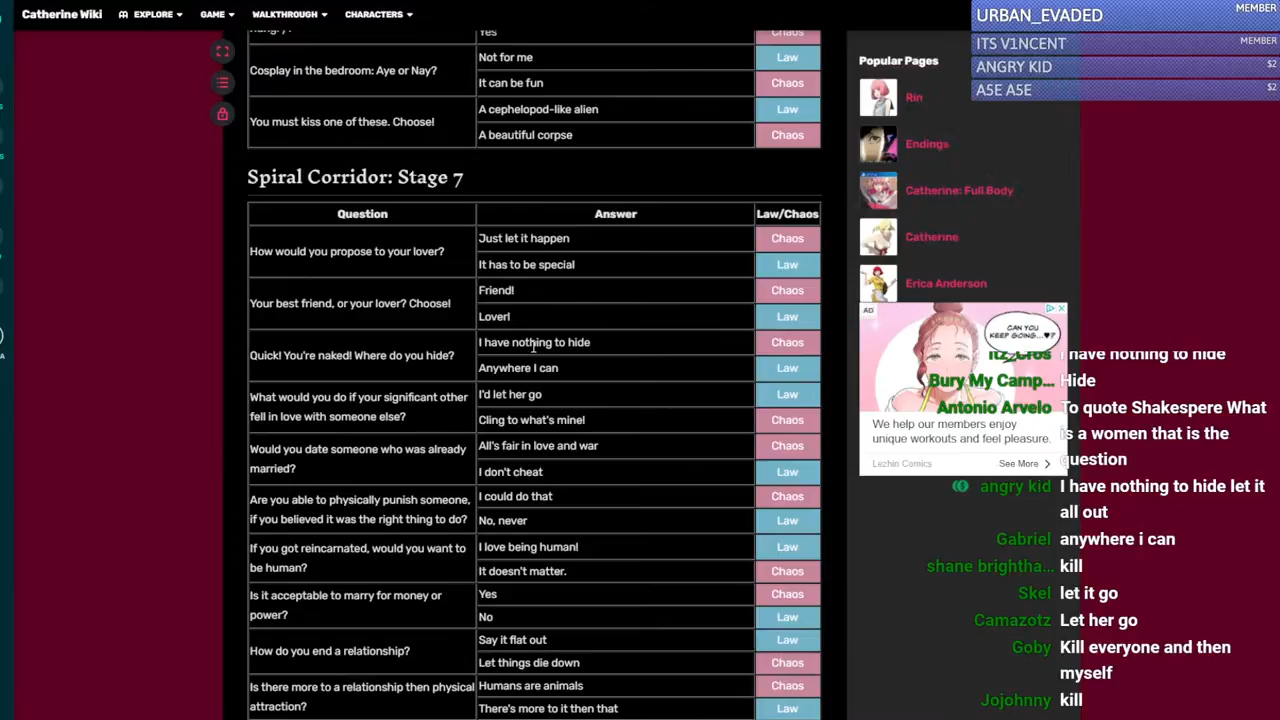 Catherine Wiki
EXPLORE
GAME
WALKTHROUGH
CHARACTERS
URBAN_EVADED
MEMBER
ITS V1NCENT
MEMBER
ANGRY KID
$2
A5E A5E
$2
Yes
Chaos
Cosplay in the bedroom: Aye or Nay?
Not for me
Law
It can be fun
Chaos
You must kiss one of these. Choose!
A cephelopod-like alien
Law
A beautiful corpse
Chaos
Spiral Corridor: Stage 7
Question
Answer
Law/Chaos
How would you propose to your lover?
Just let it happen
Chaos
It has to be special
Law
Your best friend, or your lover? Choose!
Friend!
Chaos
Lover!
Law
Quick! You're naked! Where do you hide?
I have nothing to hide
Chaos
Anywhere I can
Law
What would you do if your significant other
fell in love with someone else?
I'd let her go
Law
Cling to what's mine!
Chaos
Would you date someone who was already
married?
All's fair in love and war
Chaos
I don't cheat
Law
Are you able to physically punish someone,
if you believed it was the right thing to do?
I could do that
Chaos
No, never
Law
If you got reincarnated, would you want to
be human?
I love being human!
Law
It doesn't matter.
Chaos
Is it acceptable to marry for money or
power?
Yes
Chaos
No
Law
How do you end a relationship?
Say it flat out
Law
Let things die down
Chaos
Is there more to a relationship then physical
attraction?
Humans are animals
Chaos
There's more to it then that
Law
Popular Pages
Rin
Endings
Catherine: Full Body
Catherine
Erica Anderson
AD
CAN YOU
KEEP GOING...♥?
We help our members enjoy
unique workouts and feel pleasure.
Lezhin Comics
See More
I have nothing to hide
Bury My Camp... Hide
Antonio Arvelo To quote Shakespere What
is a women that is the
question
angry kid I have nothing to hide let it
all out
Gabriel anywhere i can
shane brightha... kill
Skel let it go
Camazotz Let her go
Goby Kill everyone and then
myself
Jojohnny kill